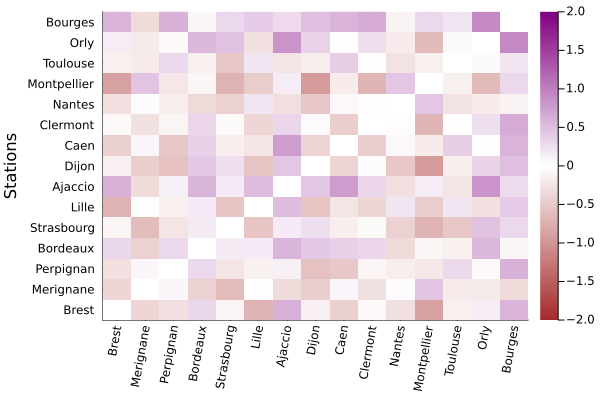 Stations
Bourges
Orly
Toulouse
Montpellier
Nantes
Clermont
Caen
Dijon
Ajaccio
Lille
Strasbourg
Bordeaux
Perpignan
Merignane
Brest
Brest Merignane Perpignan Bordeaux Strasbourg Lille Ajaccio Dijon Caen Clermont Nantes Montpellier Toulouse Orly Bourges
2.0
1.5
1.0
0.5
0
−0.5
−1.0
−1.5
−2.0